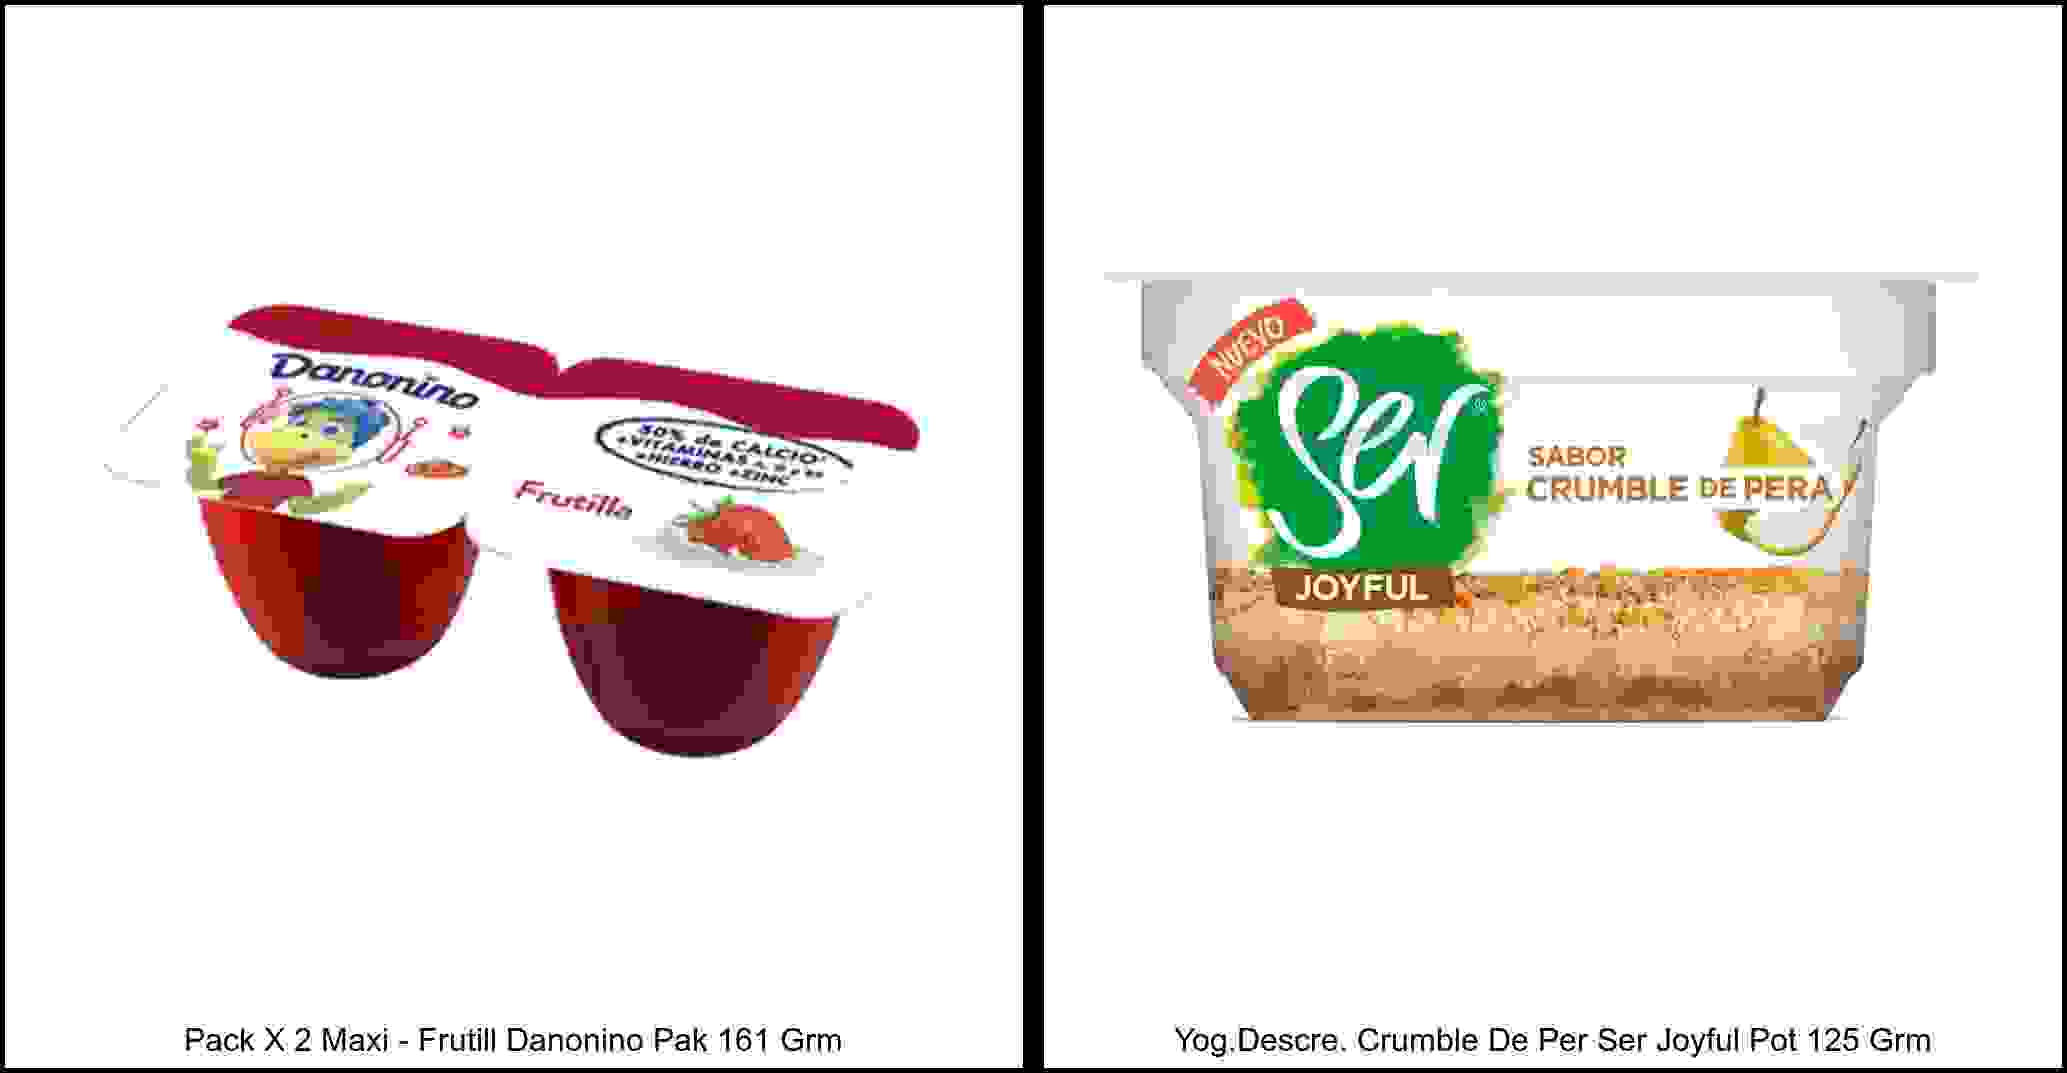 Danonino
50% de CALCIO
+VITAMINAS
+HIERRO +ZINC
Frutilla
Pack X 2 Maxi - Frutill Danonino Pak 161 Grm
NUEVO
Ser
JOYFUL
SABOR
CRUMBLE DE PERA
Yog.Descre. Crumble De Per Ser Joyful Pot 125 Grm